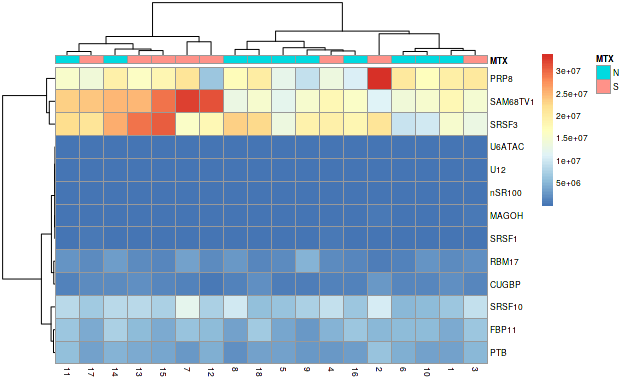 MTX
MTX
PRP8
N
S
SAM68TV1
SRSF3
U6ATAC
U12
nSR100
MAGOH
SRSF1
RBM17
CUGBP
SRSF10
FBP11
PTB
3e+07
2.5e+07
2e+07
1.5e+07
1e+07
5e+06
11 17 14 13 15 7 12 8 18 5 9 4 16 2 6 10 1 3